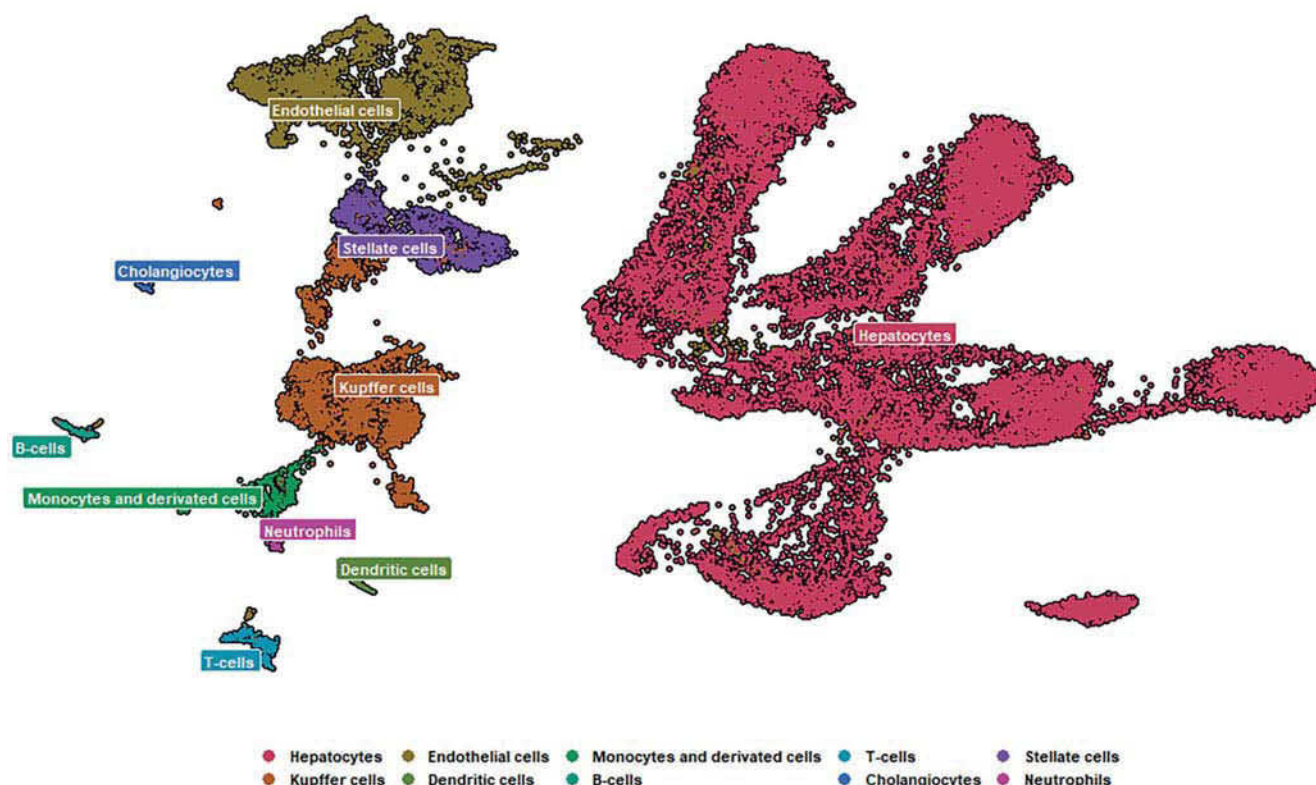 Endothelial cells
Stellate cells
Cholangiocytes
Hepatocytes
Kupffer cells
B-cells
Monocytes and derivated cells
Neutrophils
Dendritic cells
T-cells
Hepatocytes Endothelial cells Monocytes and derivated cells T-cells Stellate cells
Kupffer cells Dendritic cells B-cells Cholangiocytes Neutrophils